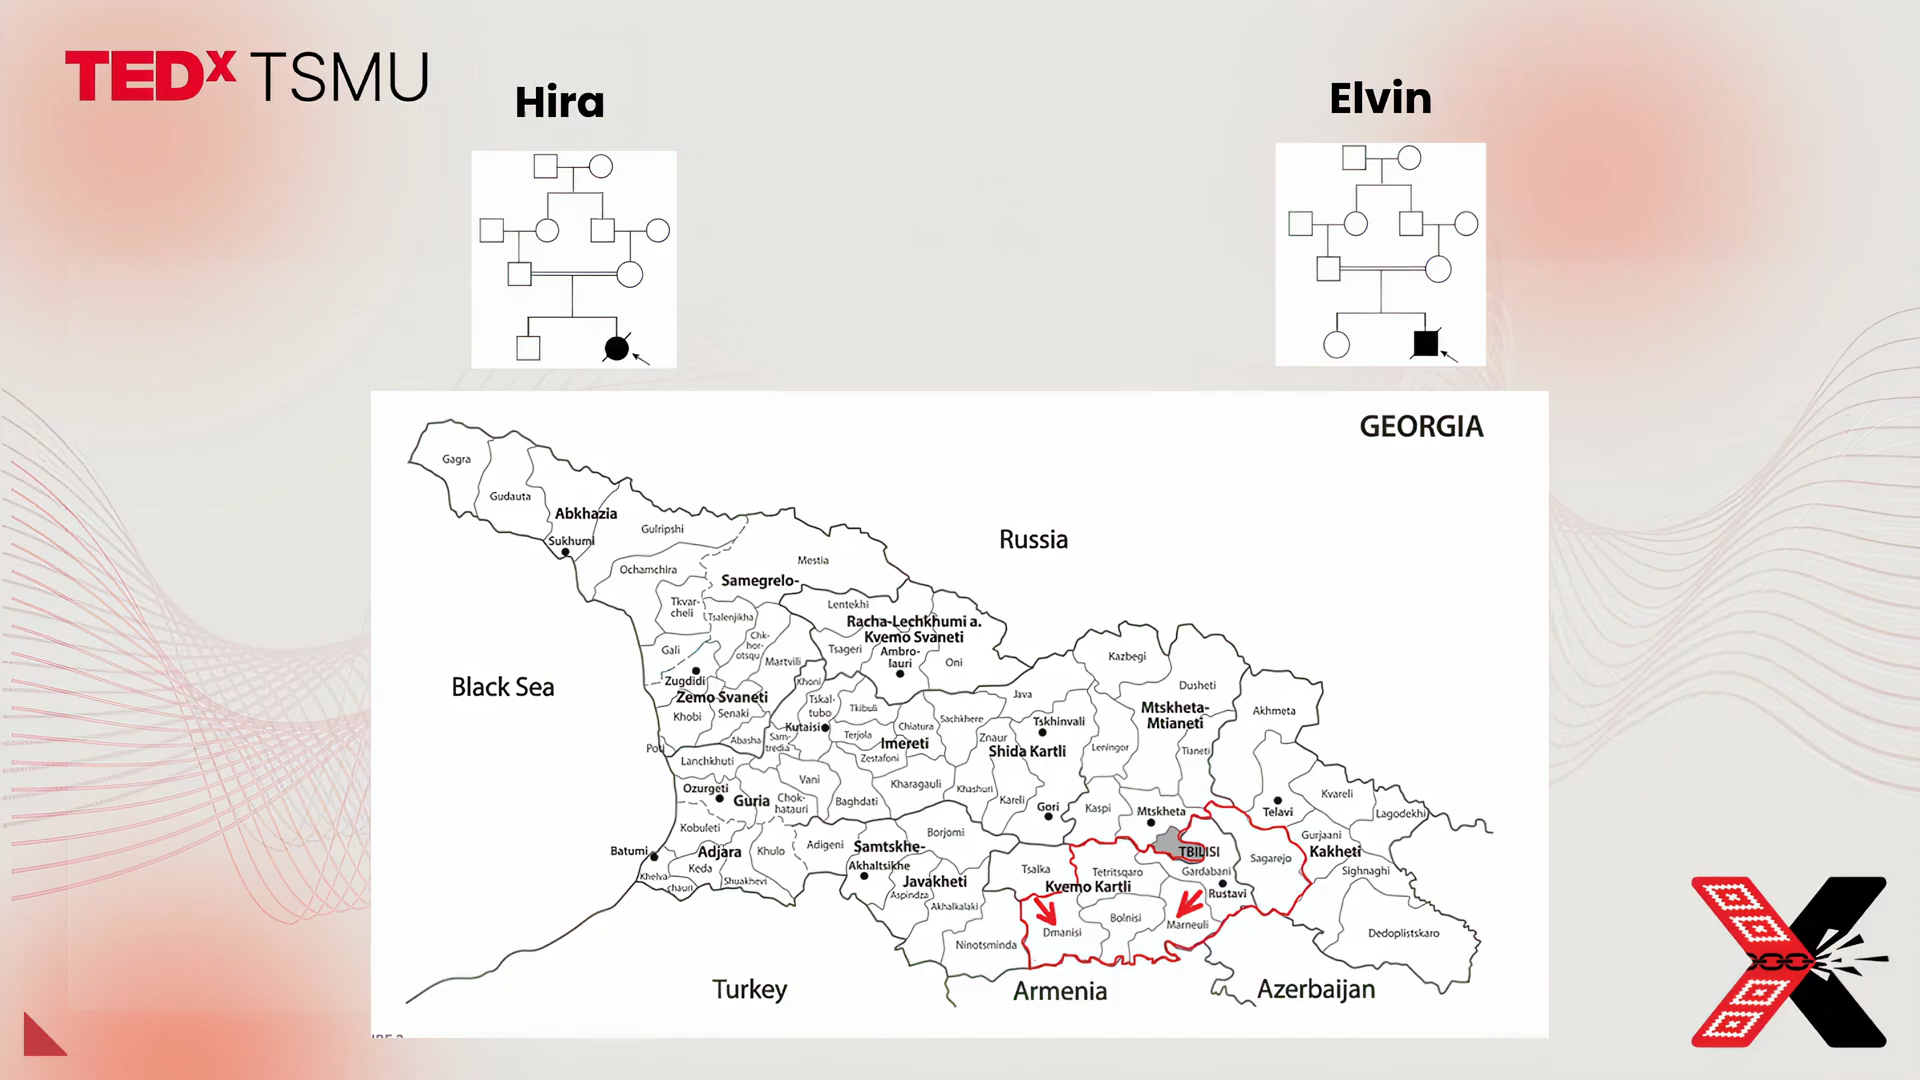 TEDx TSMU
Hira
Elvin
GEORGIA
Gagra
Gudauta
Abkhazia
Sukhumi
Gulripshi
Ochamchira
Mestia
Russia
Samegrelo-
Tkvar-
cheli
Tsalenjikha
Chk-
hor-
otsqu
Martvili
Gali
Zugdidi
Zemo Svaneti
Khobi
Senaki
Abasha
Poti
Black Sea
Lentekhi
Racha-Lechkhumi a.
Kvemo Svaneti
Tsageri
Ambro-
lauri
Oni
Khoni
Tskal-
tubo
Tkibuli
Kutaisi
Sam-
tredia
Terjola
Chiatura
Sachkhere
Imereti
Zestafoni
Vani
Baghdati
Kharagauli
Java
Tskhinvali
Znaur
Shida Kartli
Khashuri
Kareli
Gori
Kaspi
Leningor
Kazbegi
Dusheti
Mtskheta-
Mtianeti
Tianeti
Mtskheta
Akhmeta
Telavi
Kvareli
Lagodekhi
Gurjaani
Kakheti
Sighnaghi
Sagarejo
Dedoplistskaro
Lanchkhuti
Ozurgeti
Guria
Chok-
hatauri
Kobuleti
Batumi
Adjara
Keda
Khulo
Khelva-
chauri
Shuakhevi
Adigeni
Samtskhe-
Akhaltsikhe
Javakheti
Aspindza
Borjomi
Akhalkalaki
Ninotsminda
TBILISI
Tsalka
Tetritsqaro
Gardabani
Kvemo Kartli
Rustavi
Bolnisi
Marneuli
Dmanisi
Turkey
Armenia
Azerbaijan